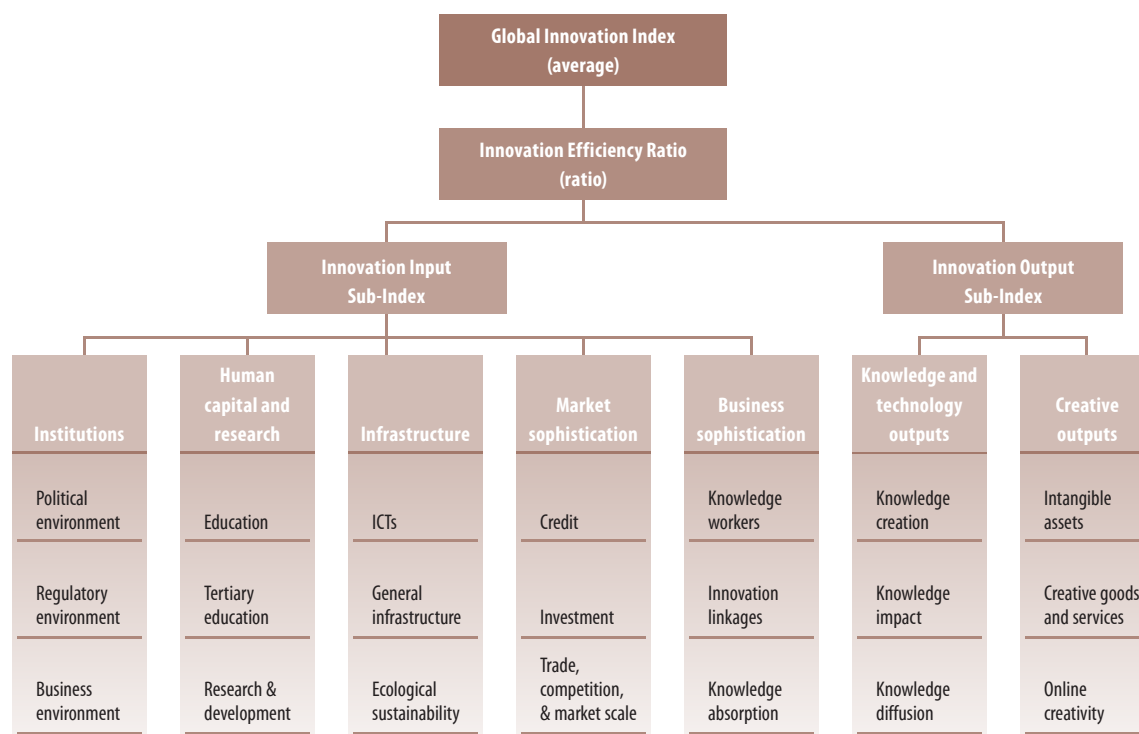 Global Innovation Index
(average)
Innovation Efficiency Ratio
(ratio)
Innovation Input
Sub-Index
Innovation Output
Sub-Index
Institutions
Human
capital and
research
Infrastructure
Market
sophistication
Business
sophistication
Knowledge and
technology
outputs
Creative
outputs
Political
environment
Education
ICTs
Credit
Knowledge
workers
Knowledge
creation
Intangible
assets
Regulatory
environment
Tertiary
education
General
infrastructure
Investment
Innovation
linkages
Knowledge
impact
Creative goods
and services
Business
environment
Research &
development
Ecological
sustainability
Trade,
competition,
& market scale
Knowledge
absorption
Knowledge
diffusion
Online
creativity